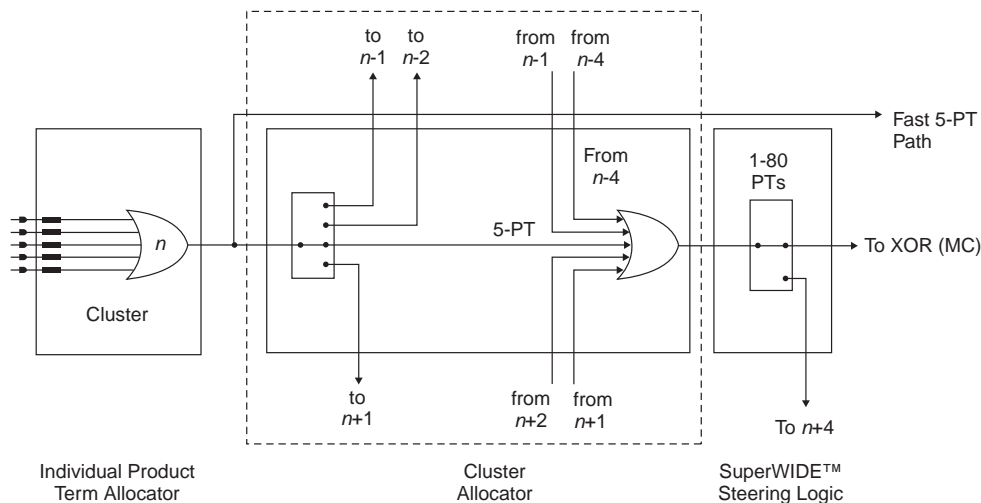 to
n-1
to
n-2
from
n-1
from
n-4
Fast 5-PT
Path
From
n-4
1-80
PTs
n
5-PT
To XOR (MC)
Cluster
to
n+1
from
n+2
from
n+1
To n+4
Individual Product
Term Allocator
Cluster
Allocator
SuperWIDE™
Steering Logic